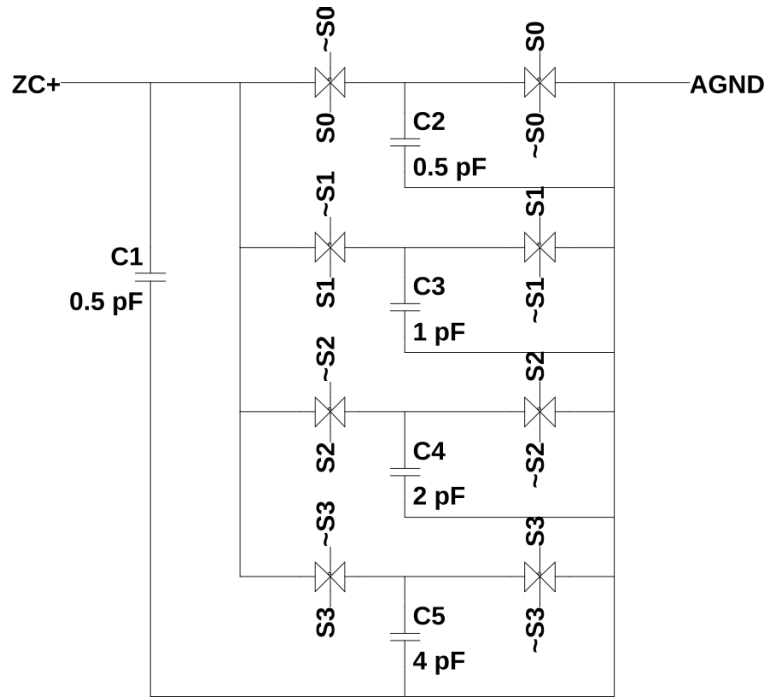 ~S0
S0
ZC+
AGND
S0
C2
~S0
0.5 pF
~S1
S1
C1
0.5 pF
S1
C3
~S1
1 pF
~S2
S2
S2
C4
~S2
2 pF
~S3
S3
S3
C5
~S3
4 pF